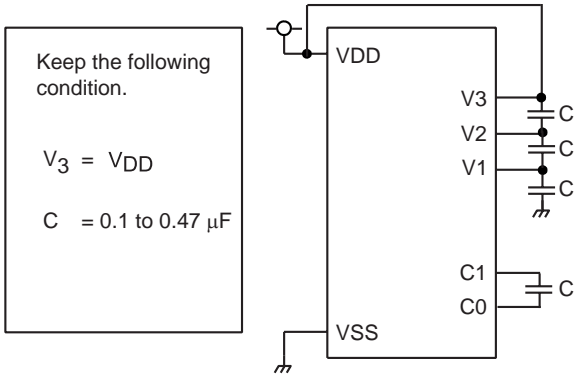 Keep the following
condition.
V3 = VDD
C = 0.1 to 0.47 μF
VDD
V3
C
V2
C
V1
C
C1
C
C0
VSS